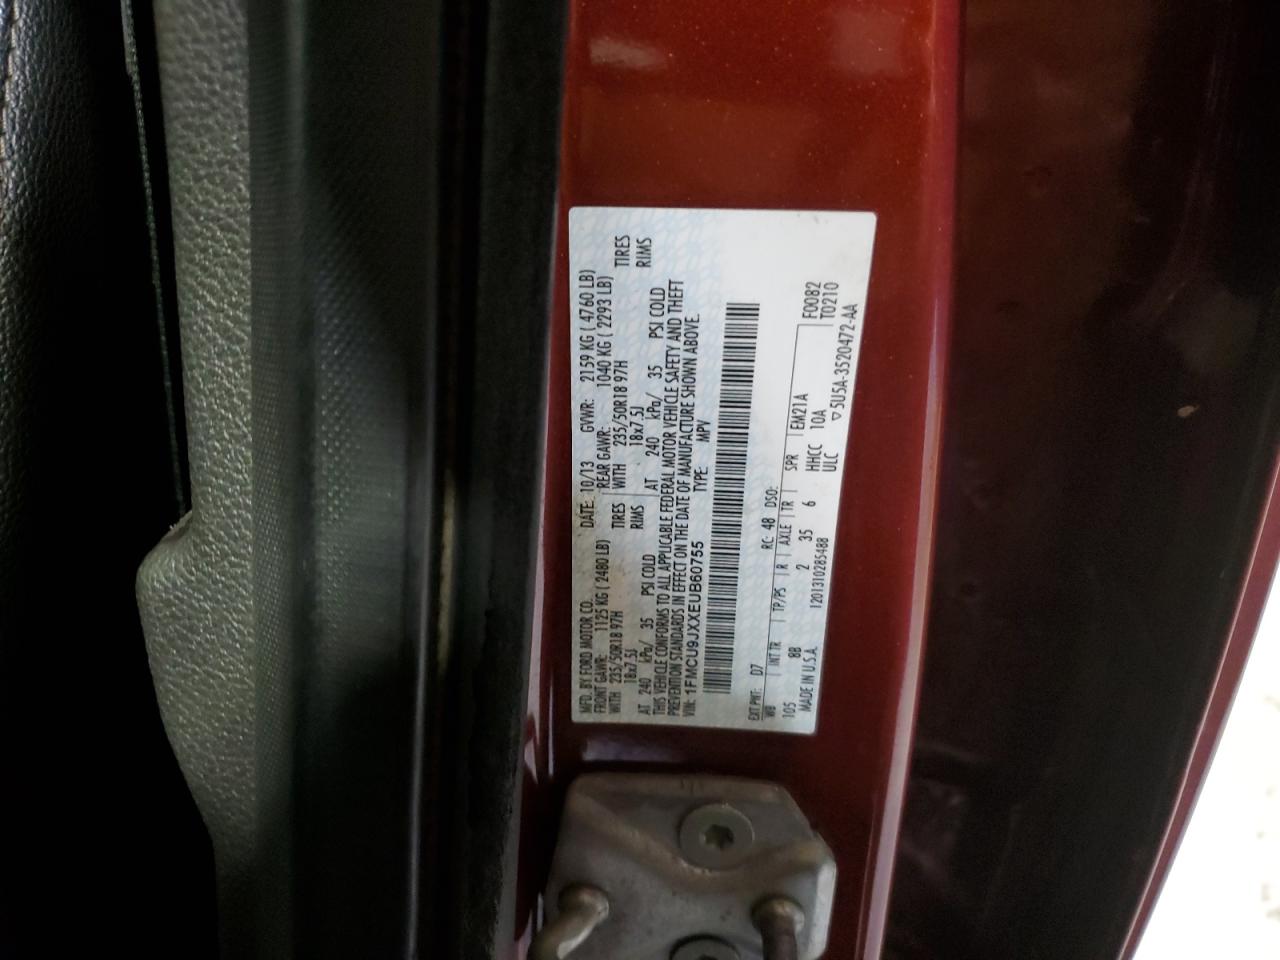 MFD. BY FORD MOTOR CO. DATE: 10/13 GVWR: 2159 KG ( 4760 LB)
FRONT GAWR: 1125 KG ( 2480 LB) REAR GAWR: 1040 KG ( 2293 LB)
WITH 235/50R18 97H TIRES WITH 235/50R18 97H TIRES
18x7.5J RIMS 18x7.5J RIMS
AT 240 kPa/ 35 PSI COLD AT 240 kPa/ 35 PSI COLD
THIS VEHICLE CONFORMS TO ALL APPLICABLE FEDERAL MOTOR VEHICLE SAFETY AND THEFT
PREVENTION STANDARDS IN EFFECT ON THE DATE OF MANUFACTURE SHOWN ABOVE.
VIN: 1FMCU9JXXEUB60755 TYPE: MPV
EXT PNT: D7 RC: 48 DSO:
WB INT TR TP/PS R AXLE TR SPR EM21A F0082
105 8B 2 35 6 HHCC 10A T0210
MADE IN U.S.A. 1201310285488 ULC ▽5U5A-3520472-AA